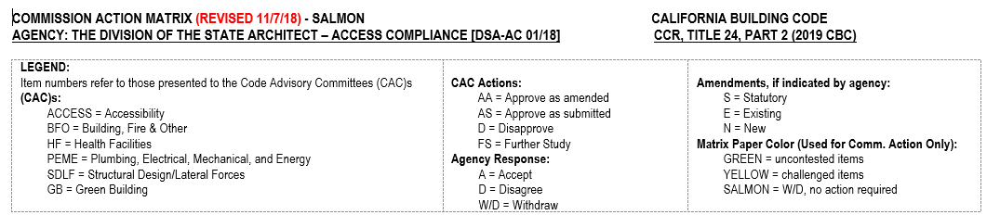 COMMISSION ACTION MATRIX (REVISED 11/7/18) - SALMON
CALIFORNIA BUILDING CODE
AGENCY: THE DIVISION OF THE STATE ARCHITECT – ACCESS COMPLIANCE [DSA-AC 01/18]
CCR, TITLE 24, PART 2 (2019 CBC)
LEGEND:
Item numbers refer to those presented to the Code Advisory Committees (CAC)s
(CAC)s:
ACCESS = Accessibility
BFO = Building, Fire & Other
HF = Health Facilities
PEME = Plumbing, Electrical, Mechanical, and Energy
SDLF = Structural Design/Lateral Forces
GB = Green Building
CAC Actions:
AA = Approve as amended
AS = Approve as submitted
D = Disapprove
FS = Further Study
Agency Response:
A = Accept
D = Disagree
W/D = Withdraw
Amendments, if indicated by agency:
S = Statutory
E = Existing
N = New
Matrix Paper Color (Used for Comm. Action Only):
GREEN = uncontested items
YELLOW = challenged items
SALMON = W/D, no action required